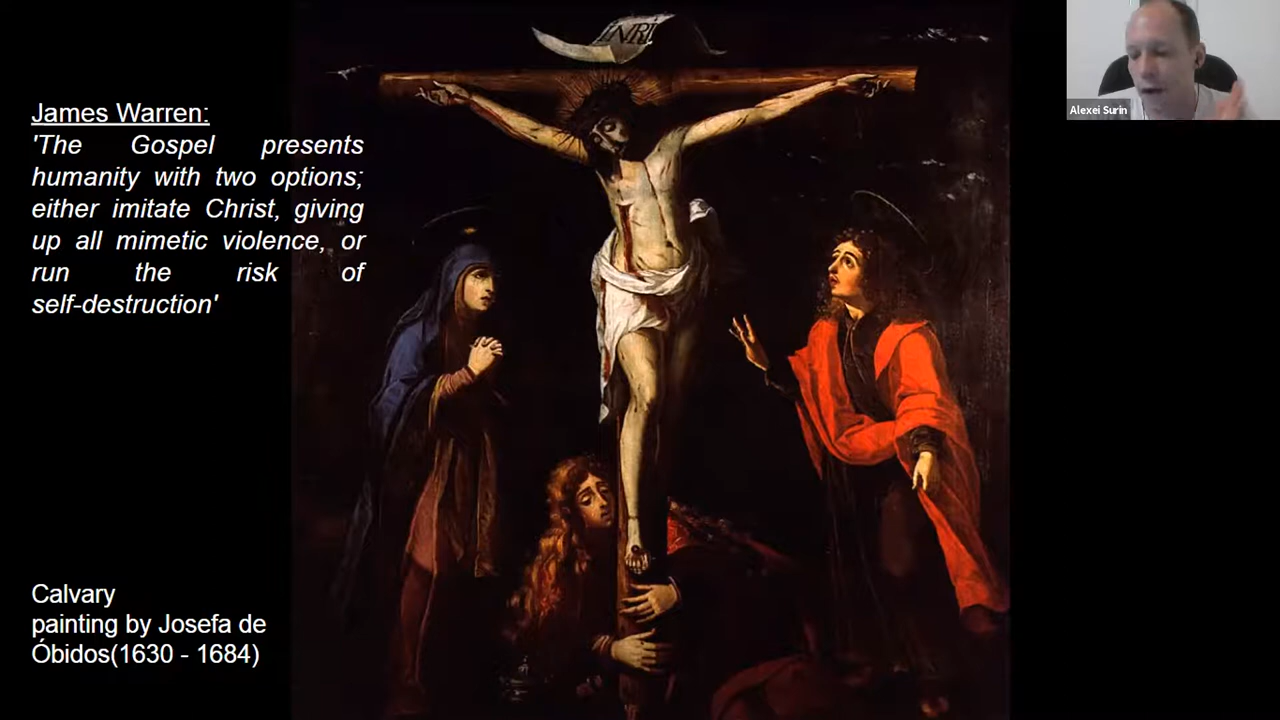 INRI
Alexei Surin
James Warren:
'The Gospel presents
humanity with two options;
either imitate Christ, giving
up all mimetic violence, or
run the risk of
self-destruction'
Calvary
painting by Josefa de
Óbidos(1630 - 1684)